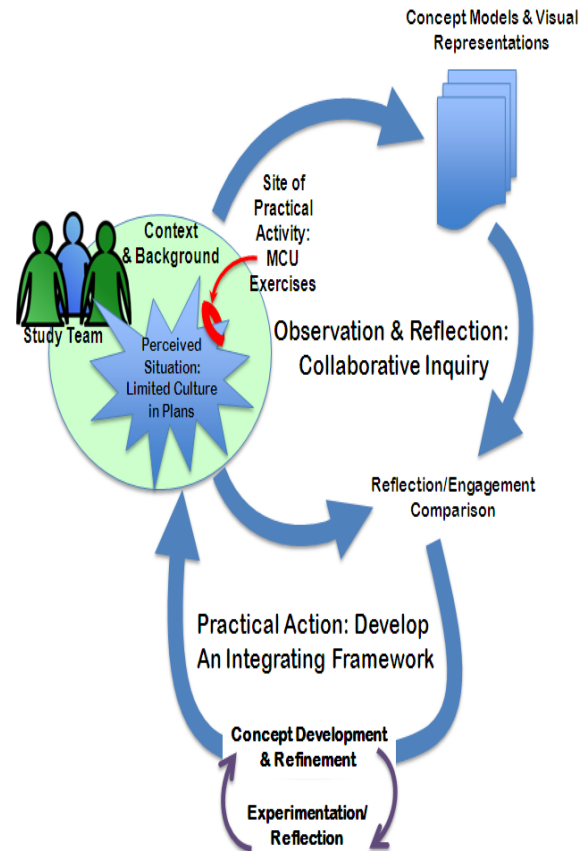 Concept Models & Visual
Representations
Site of
Practical
Activity:
MCU
Exercises
Context
& Background
Study Team
Perceived
Situation:
Limited Culture
in Plans
Observation & Reflection:
Collaborative Inquiry
Reflection/Engagement
Comparison
Practical Action: Develop
An Integrating Framework
Concept Development
& Refinement
Experimentation/
Reflection